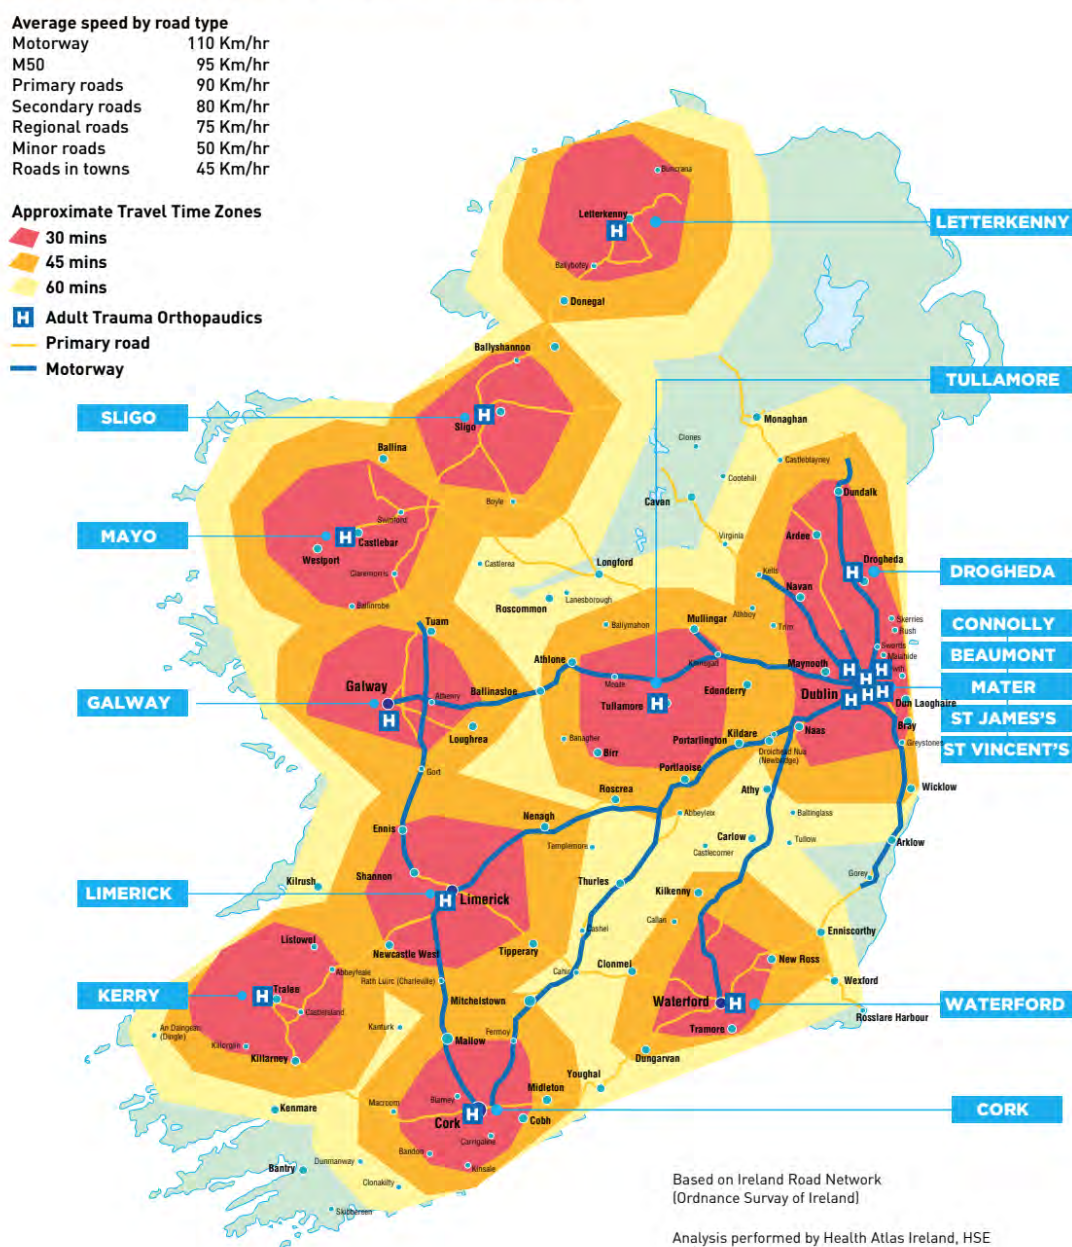 Average speed by road type
Motorway 110 Km/hr
M50 95 Km/hr
Primary roads 90 Km/hr
Secondary roads 80 Km/hr
Regional roads 75 Km/hr
Minor roads 50 Km/hr
Roads in towns 45 Km/hr
Approximate Travel Time Zones
30 mins
45 mins
60 mins
H Adult Trauma Orthopaudics
Primary road
Motorway
Buncrana
Letterkenny
H
LETTERKENNY
Ballybofey
Donegal
Ballyshannon
TULLAMORE
SLIGO
H
Sligo
Monaghan
Clones
Ballina
Castleblayney
Cootehill
Dundalk
Cavan
Boyle
Swinford
MAYO
H
Castlebar
Virginia
Ardee
Westport
Drogheda
H
DROGHEDA
Claremorris
Castlerea
Longford
Kells
Navan
Lanesborough
Roscommon
Ballinrobe
Athboy
Skerries
CONNOLLY
Tuam
Ballymahon
Mullingar
Trim
Rush
Swords
Malahide
BEAUMONT
Athlone
Kinnegad
Maynooth
H H
H
Galway
Ballinasloe
Moate
Edenderry
Dublin
H H H
MATER
GALWAY
Athenry
H
Tullamore
H
Dun Laoghaire
ST JAMES'S
Loughrea
Banagher
Portarlington
Kildare
Naas
Bray
Birr
Droichead Nua
(Newbridge)
Greystones
ST VINCENT'S
Gort
Portlaoise
Roscrea
Athy
Wicklow
Nenagh
Abbeyleix
Baltinglass
Ennis
Templemore
Carlow
Tullow
Arklow
Castlecomer
Shannon
Gorey
Kilrush
Thurles
LIMERICK
H
Limerick
Kilkenny
Callan
Cashel
Enniscorthy
Listowel
Newcastle West
Tipperary
New Ross
Abbeyfeale
Rath Luirc (Charleville)
Cahir
Clonmel
Wexford
KERRY
H
Tralee
Castleisland
Mitchelstown
Waterford
H
WATERFORD
Rosslare Harbour
An Daingean
(Dingle)
Kanturk
Fermoy
Tramore
Killorglin
Mallow
Killarney
Dungarvan
Youghal
Midleton
Kenmare
Macroom
Blarney
Cork
H
Cobh
CORK
Carrigaline
Bandon
Kinsale
Bantry
Dunmanway
Clonakilty
Skibbereen
Based on Ireland Road Network
(Ordnance Survay of Ireland)
Analysis performed by Health Atlas Ireland, HSE